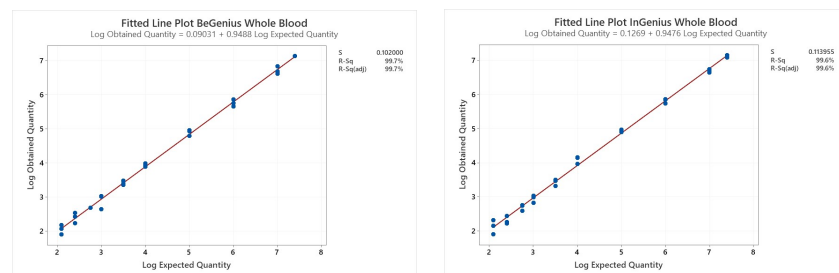 Fitted Line Plot BeGenius Whole Blood
Log Obtained Quantity = 0.09031 + 0.9488 Log Expected Quantity
S 0.102000
R-Sq 99.7%
R-Sq(adj) 99.7%
Log Obtained Quantity
7
6
5
4
3
2
2 3 4 5 6 7 8
Log Expected Quantity
Fitted Line Plot InGenius Whole Blood
Log Obtained Quantity = 0.1269 + 0.9476 Log Expected Quantity
S 0.113955
R-Sq 99.6%
R-Sq(adj) 99.6%
Log Obtained Quantity
7
6
5
4
3
2
2 3 4 5 6 7 8
Log Expected Quantity